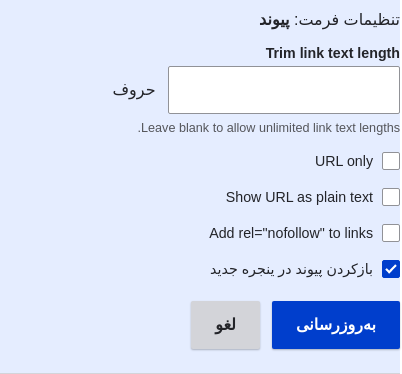 تنظیمات فرمت: پیوند
Trim link text length
حروف
Leave blank to allow unlimited link text lengths.
URL only
Show URL as plain text
Add rel="nofollow" to links
بازکردن پیوند در پنجره جدید
به‌روزرسانی
لغو